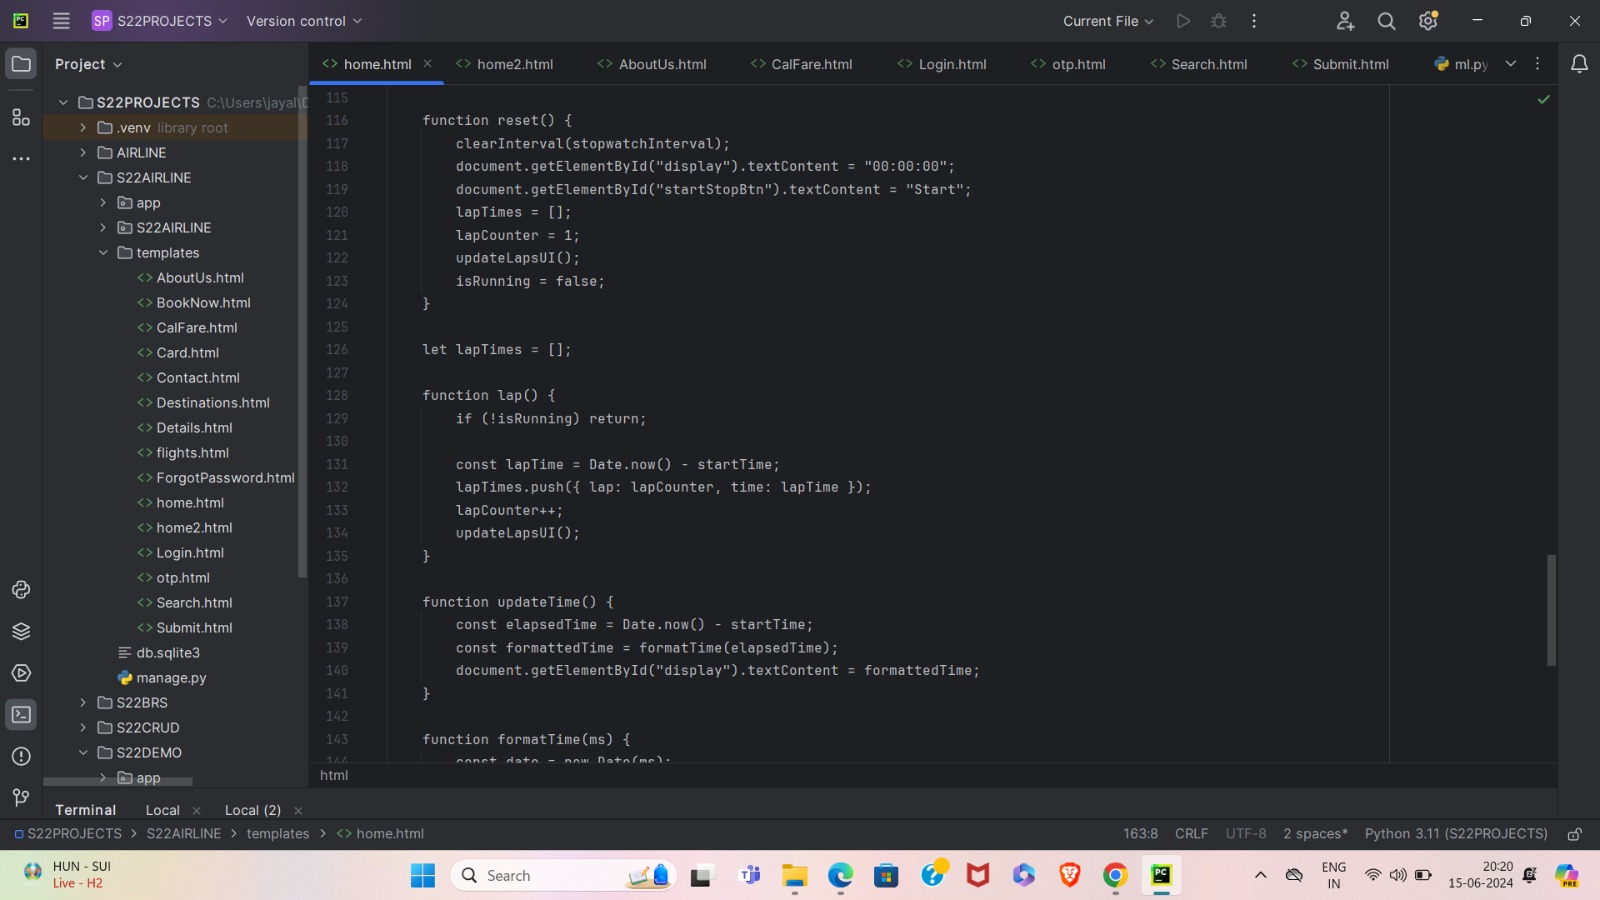 PC SP S22PROJECTS Version control Current File
Project
home.html home2.html AboutUs.html CalFare.html Login.html otp.html Search.html Submit.html ml.py
S22PROJECTS C:\Users\jayal\D
.venv library root
AIRLINE
S22AIRLINE
app
S22AIRLINE
templates
AboutUs.html
BookNow.html
CalFare.html
Card.html
Contact.html
Destinations.html
Details.html
flights.html
ForgotPassword.html
home.html
home2.html
Login.html
otp.html
Search.html
Submit.html
db.sqlite3
manage.py
S22BRS
S22CRUD
S22DEMO
app
115
116 function reset() {
117 clearInterval(stopwatchInterval);
118 document.getElementById("display").textContent = "00:00:00";
119 document.getElementById("startStopBtn").textContent = "Start";
120 lapTimes = [];
121 lapCounter = 1;
122 updateLapsUI();
123 isRunning = false;
124 }
125
126 let lapTimes = [];
127
128 function lap() {
129 if (!isRunning) return;
130
131 const lapTime = Date.now() - startTime;
132 lapTimes.push({ lap: lapCounter, time: lapTime });
133 lapCounter++;
134 updateLapsUI();
135 }
136
137 function updateTime() {
138 const elapsedTime = Date.now() - startTime;
139 const formattedTime = formatTime(elapsedTime);
140 document.getElementById("display").textContent = formattedTime;
141 }
142
143 function formatTime(ms) {
144 const date = new Date(ms);
html
Terminal Local Local (2)
S22PROJECTS > S22AIRLINE > templates > home.html 163:8 CRLF UTF-8 2 spaces* Python 3.11 (S22PROJECTS)
HUN - SUI
Live - H2
Search
PC
ENG
IN
20:20
15-06-2024
PRE